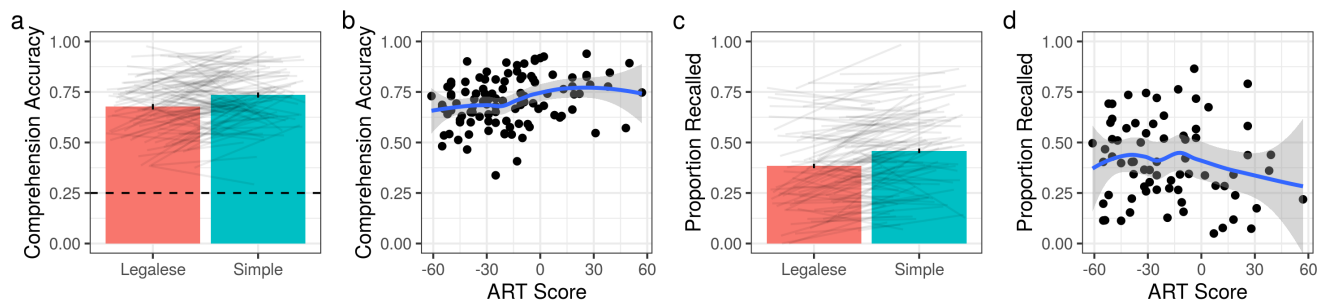 a
Comprehension Accuracy
1.00
0.75
0.50
0.25
0.00
Legalese Simple
b
Comprehension Accuracy
1.00
0.75
0.50
0.25
0.00
-60 -30 0 30 60
ART Score
c
Proportion Recalled
1.00
0.75
0.50
0.25
0.00
Legalese Simple
d
Proportion Recalled
1.00
0.75
0.50
0.25
0.00
-60 -30 0 30 60
ART Score